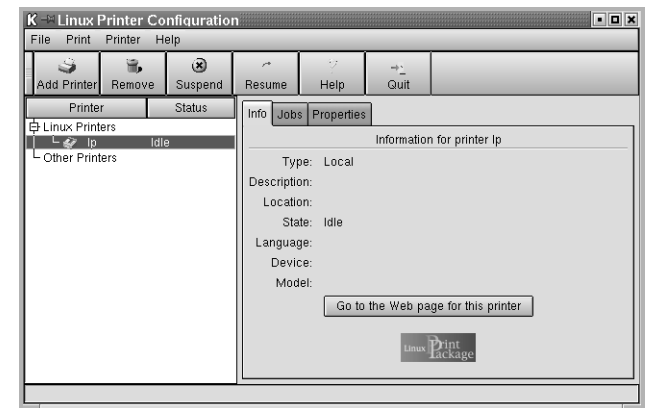 K Linux Printer Configuration
File Print Printer Help
Add Printer Remove Suspend Resume Help Quit
Printer Status
Linux Printers
lp Idle
Other Printers
Info Jobs Properties
Information for printer lp
Type: Local
Description:
Location:
State: Idle
Language:
Device:
Model:
Go to the Web page for this printer
Linux Print Package